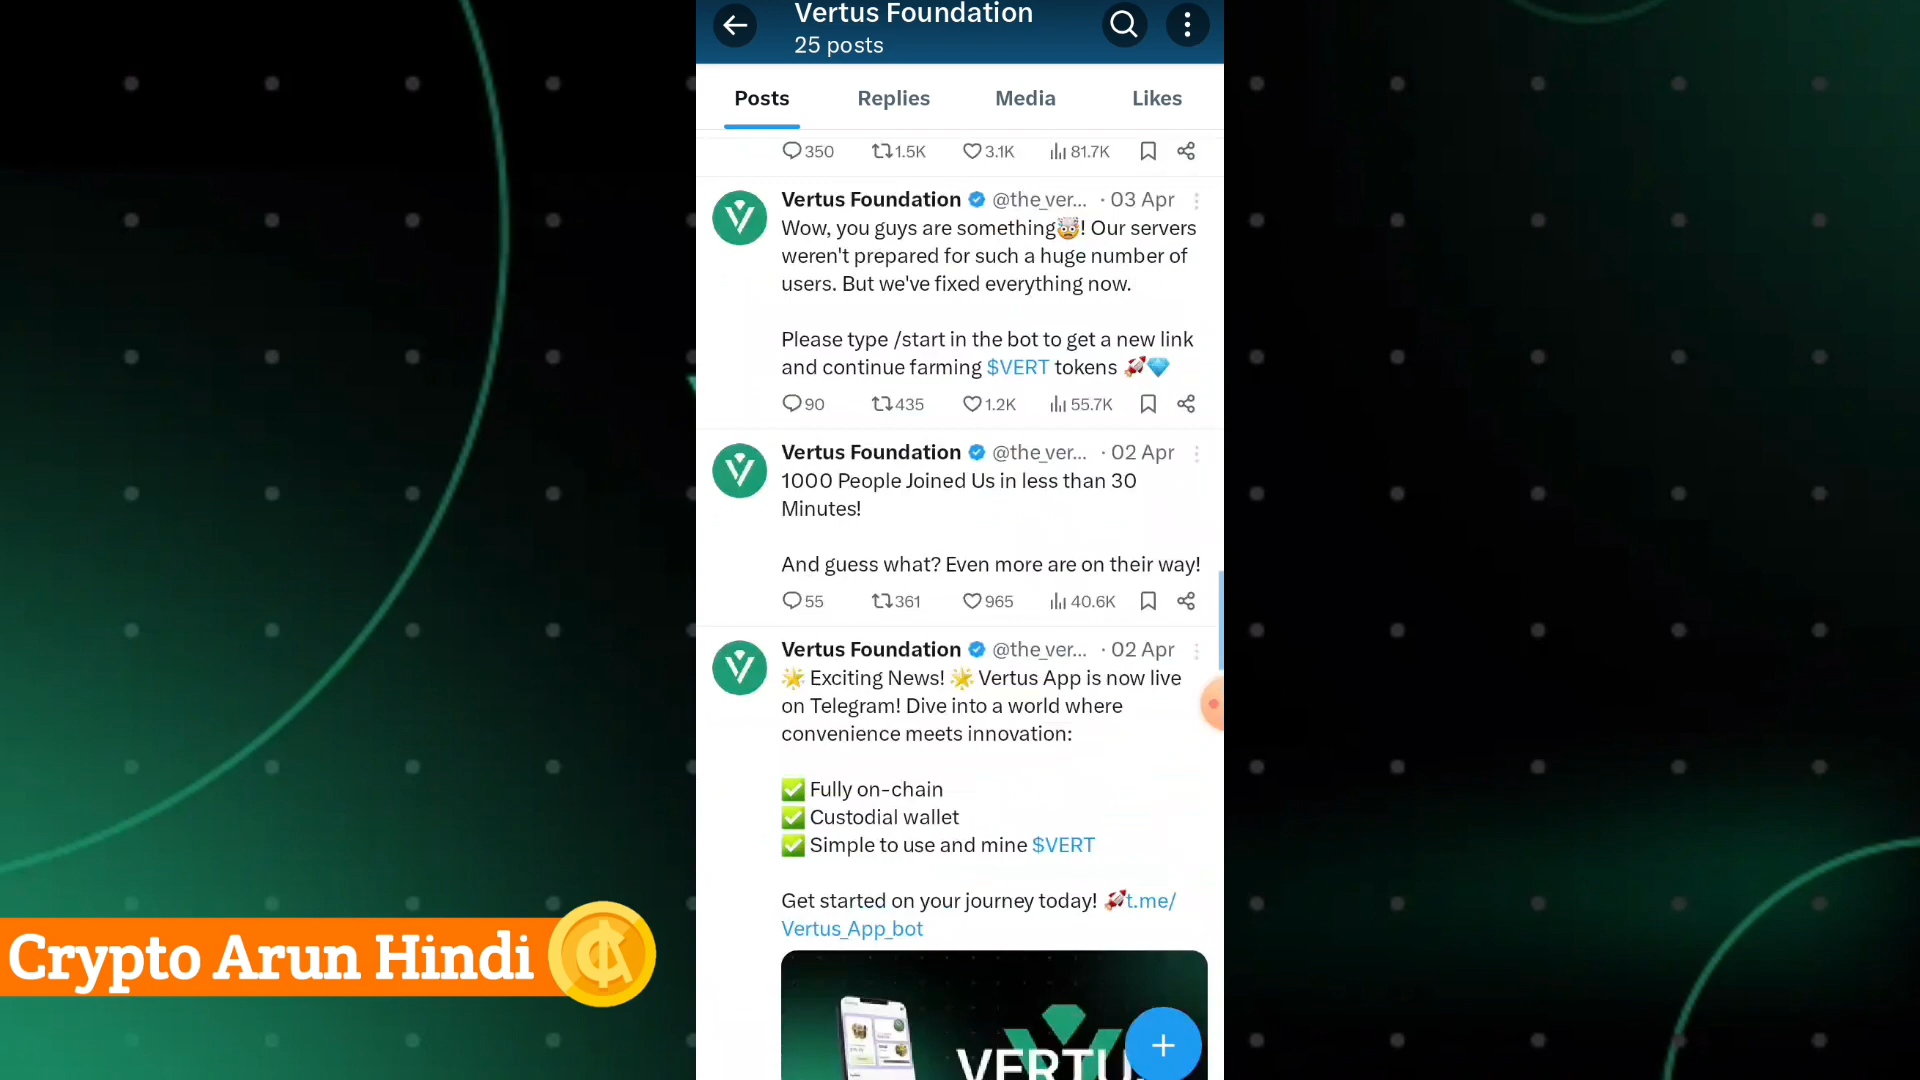 Vertus Foundation
25 posts
Posts Replies Media Likes
350 1.5K 3.1K 81.7K
Vertus Foundation @the_ver... · 03 Apr
Wow, you guys are something🤯! Our servers
weren't prepared for such a huge number of
users. But we've fixed everything now.
Please type /start in the bot to get a new link
and continue farming $VERT tokens 🚀💎
90 435 1.2K 55.7K
Vertus Foundation @the_ver... · 02 Apr
1000 People Joined Us in less than 30
Minutes!
And guess what? Even more are on their way!
55 361 965 40.6K
Vertus Foundation @the_ver... · 02 Apr
🌟 Exciting News! 🌟 Vertus App is now live
on Telegram! Dive into a world where
convenience meets innovation:
✅ Fully on-chain
✅ Custodial wallet
✅ Simple to use and mine $VERT
Get started on your journey today! 🚀t.me/
Vertus_App_bot
VERTU
Crypto Arun Hindi